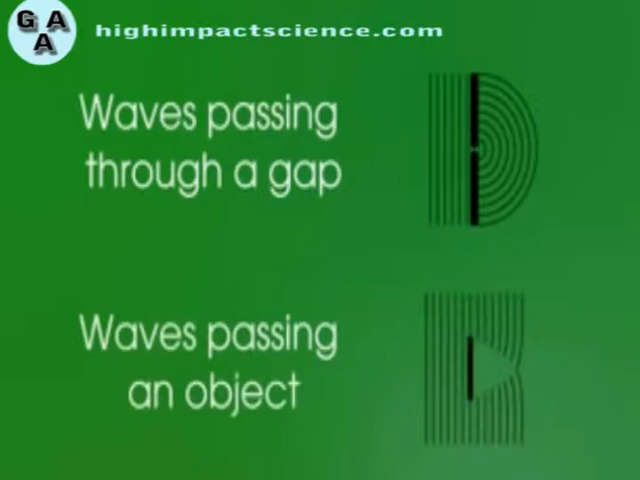 G A
A
highimpactscience.com
Waves passing
through a gap
Waves passing
an object